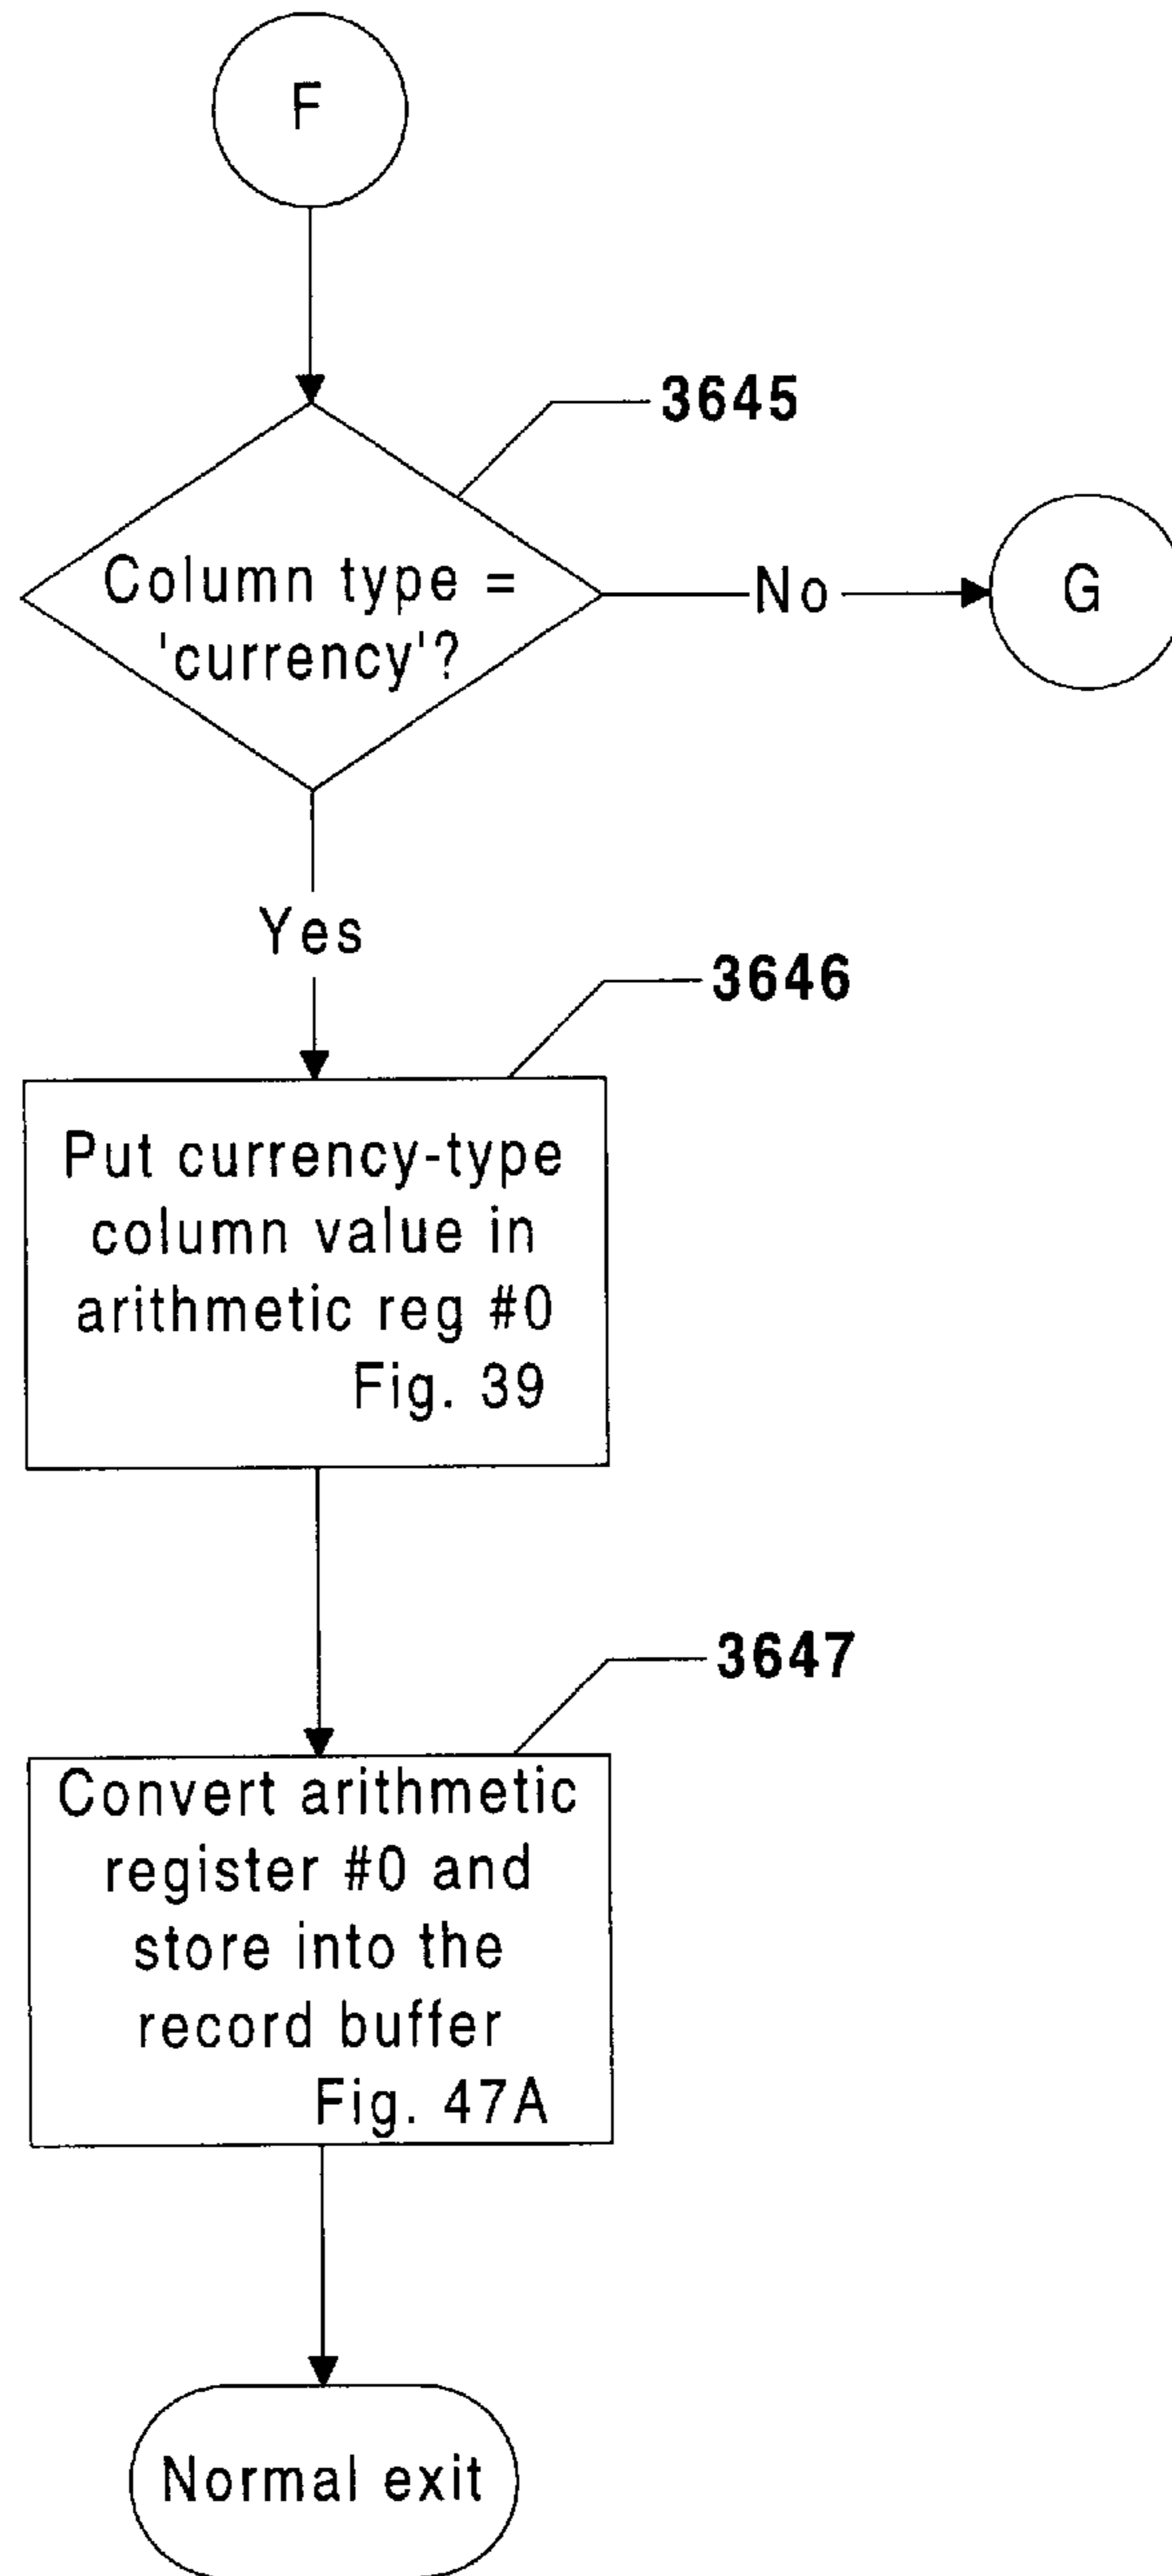 F
3645
Column type =
'currency'?
No
G
Yes
3646
Put currency-type
column value in
arithmetic reg #0
Fig. 39
3647
Convert arithmetic
register #0 and
store into the
record buffer
Fig. 47A
Normal exit